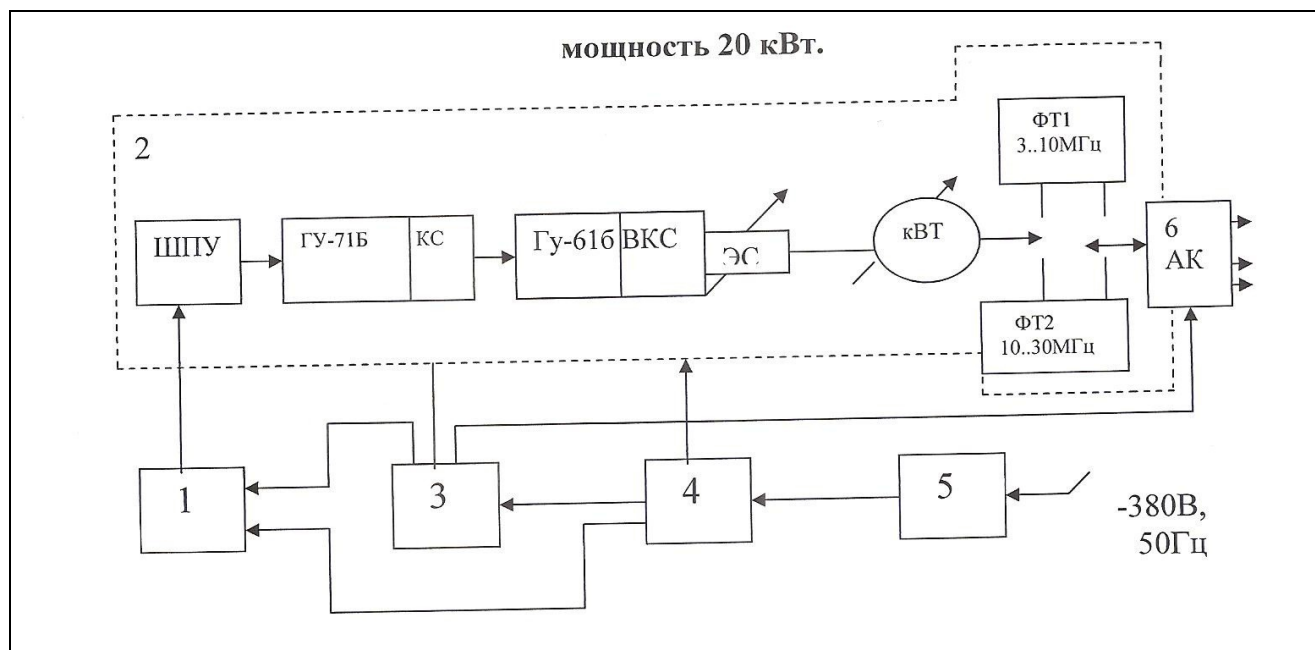 мощность 20 кВт.
2
ФТ1
3..10МГц
ШПУ
ГУ-71Б
КС
Гу-61б
ВКС
ЭС
кВТ
6
АК
ФТ2
10..30МГц
1
3
4
5
-380В,
50Гц